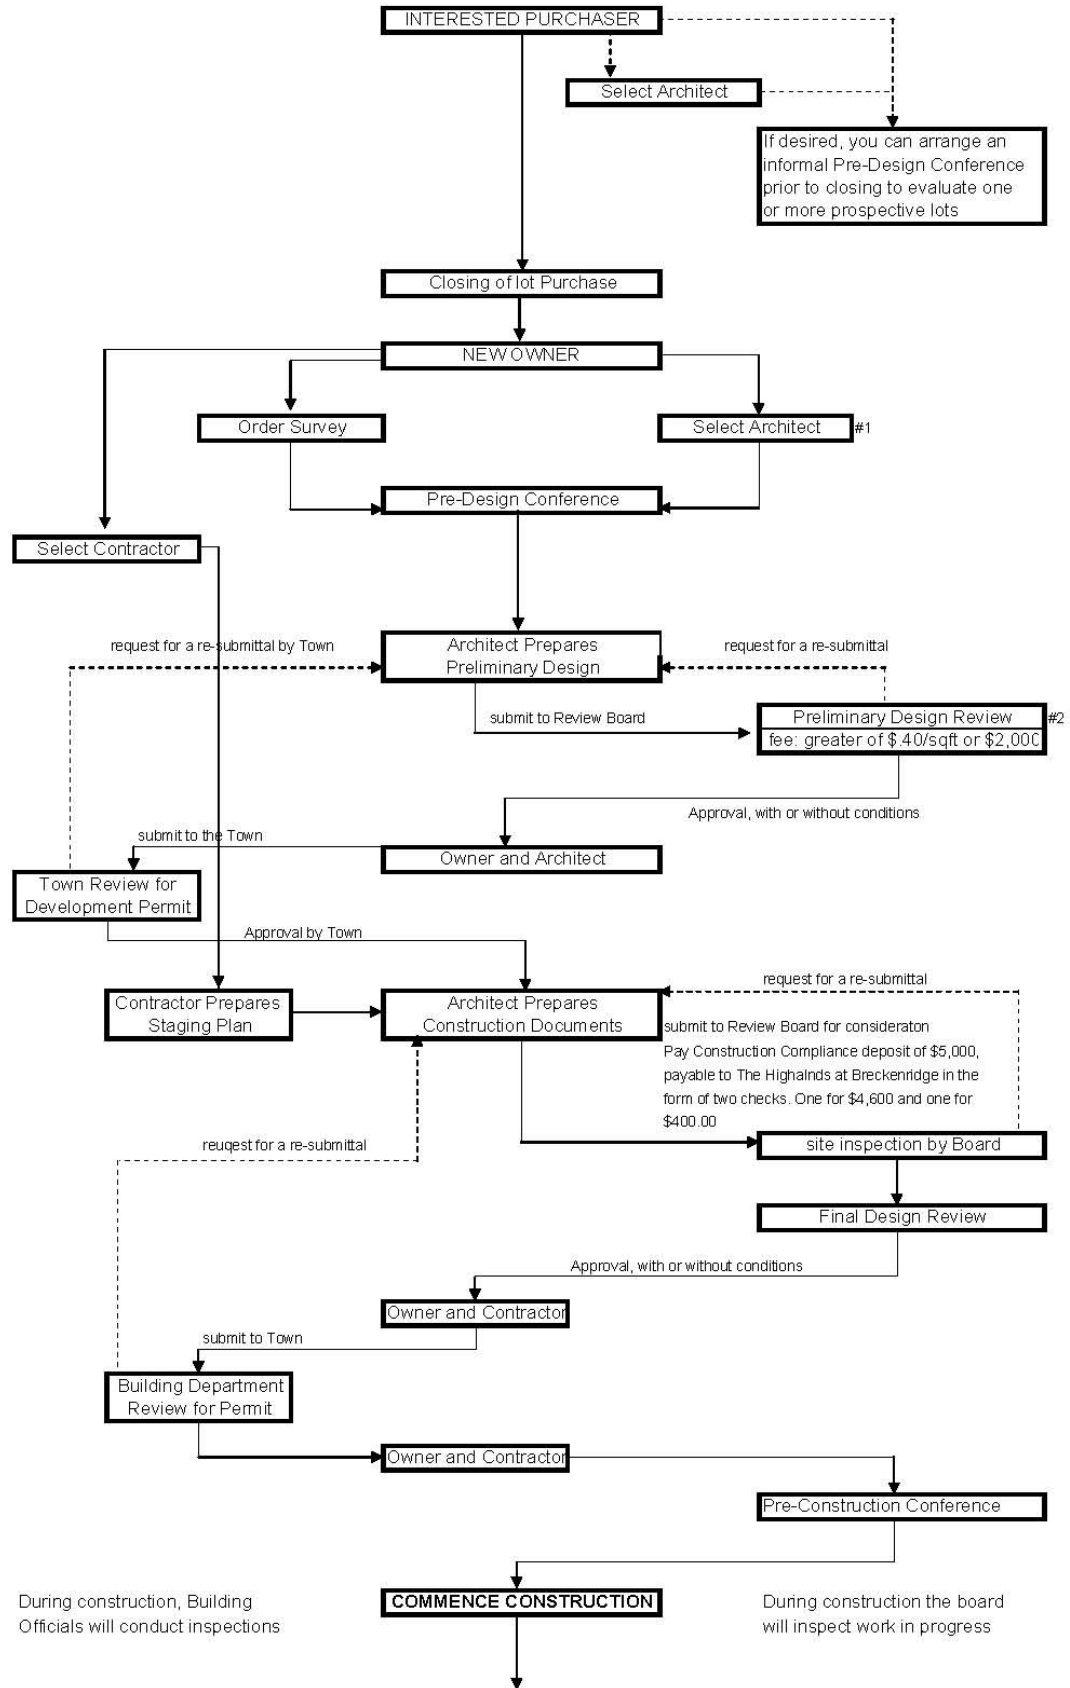 INTERESTED PURCHASER
Select Architect
If desired, you can arrange an
informal Pre-Design Conference
prior to closing to evaluate one
or more prospective lots
Closing of lot Purchase
NEW OWNER
Order Survey
Select Architect
#1
Pre-Design Conference
Select Contractor
request for a re-submittal by Town
Architect Prepares
Preliminary Design
request for a re-submittal
submit to Review Board
Preliminary Design Review
#2
fee: greater of $.40/sqft or $2,000
Approval, with or without conditions
submit to the Town
Owner and Architect
Town Review for
Development Permit
Approval by Town
request for a re-submittal
Contractor Prepares
Staging Plan
Architect Prepares
Construction Documents
submit to Review Board for consideraton
Pay Construction Compliance deposit of $5,000,
payable to The Highalnds at Breckenridge in the
form of two checks. One for $4,600 and one for
$400.00
reuqest for a re-submittal
site inspection by Board
Final Design Review
Approval, with or without conditions
Owner and Contractor
submit to Town
Building Department
Review for Permit
Owner and Contractor
Pre-Construction Conference
During construction, Building
Officials will conduct inspections
COMMENCE CONSTRUCTION
During construction the board
will inspect work in progress